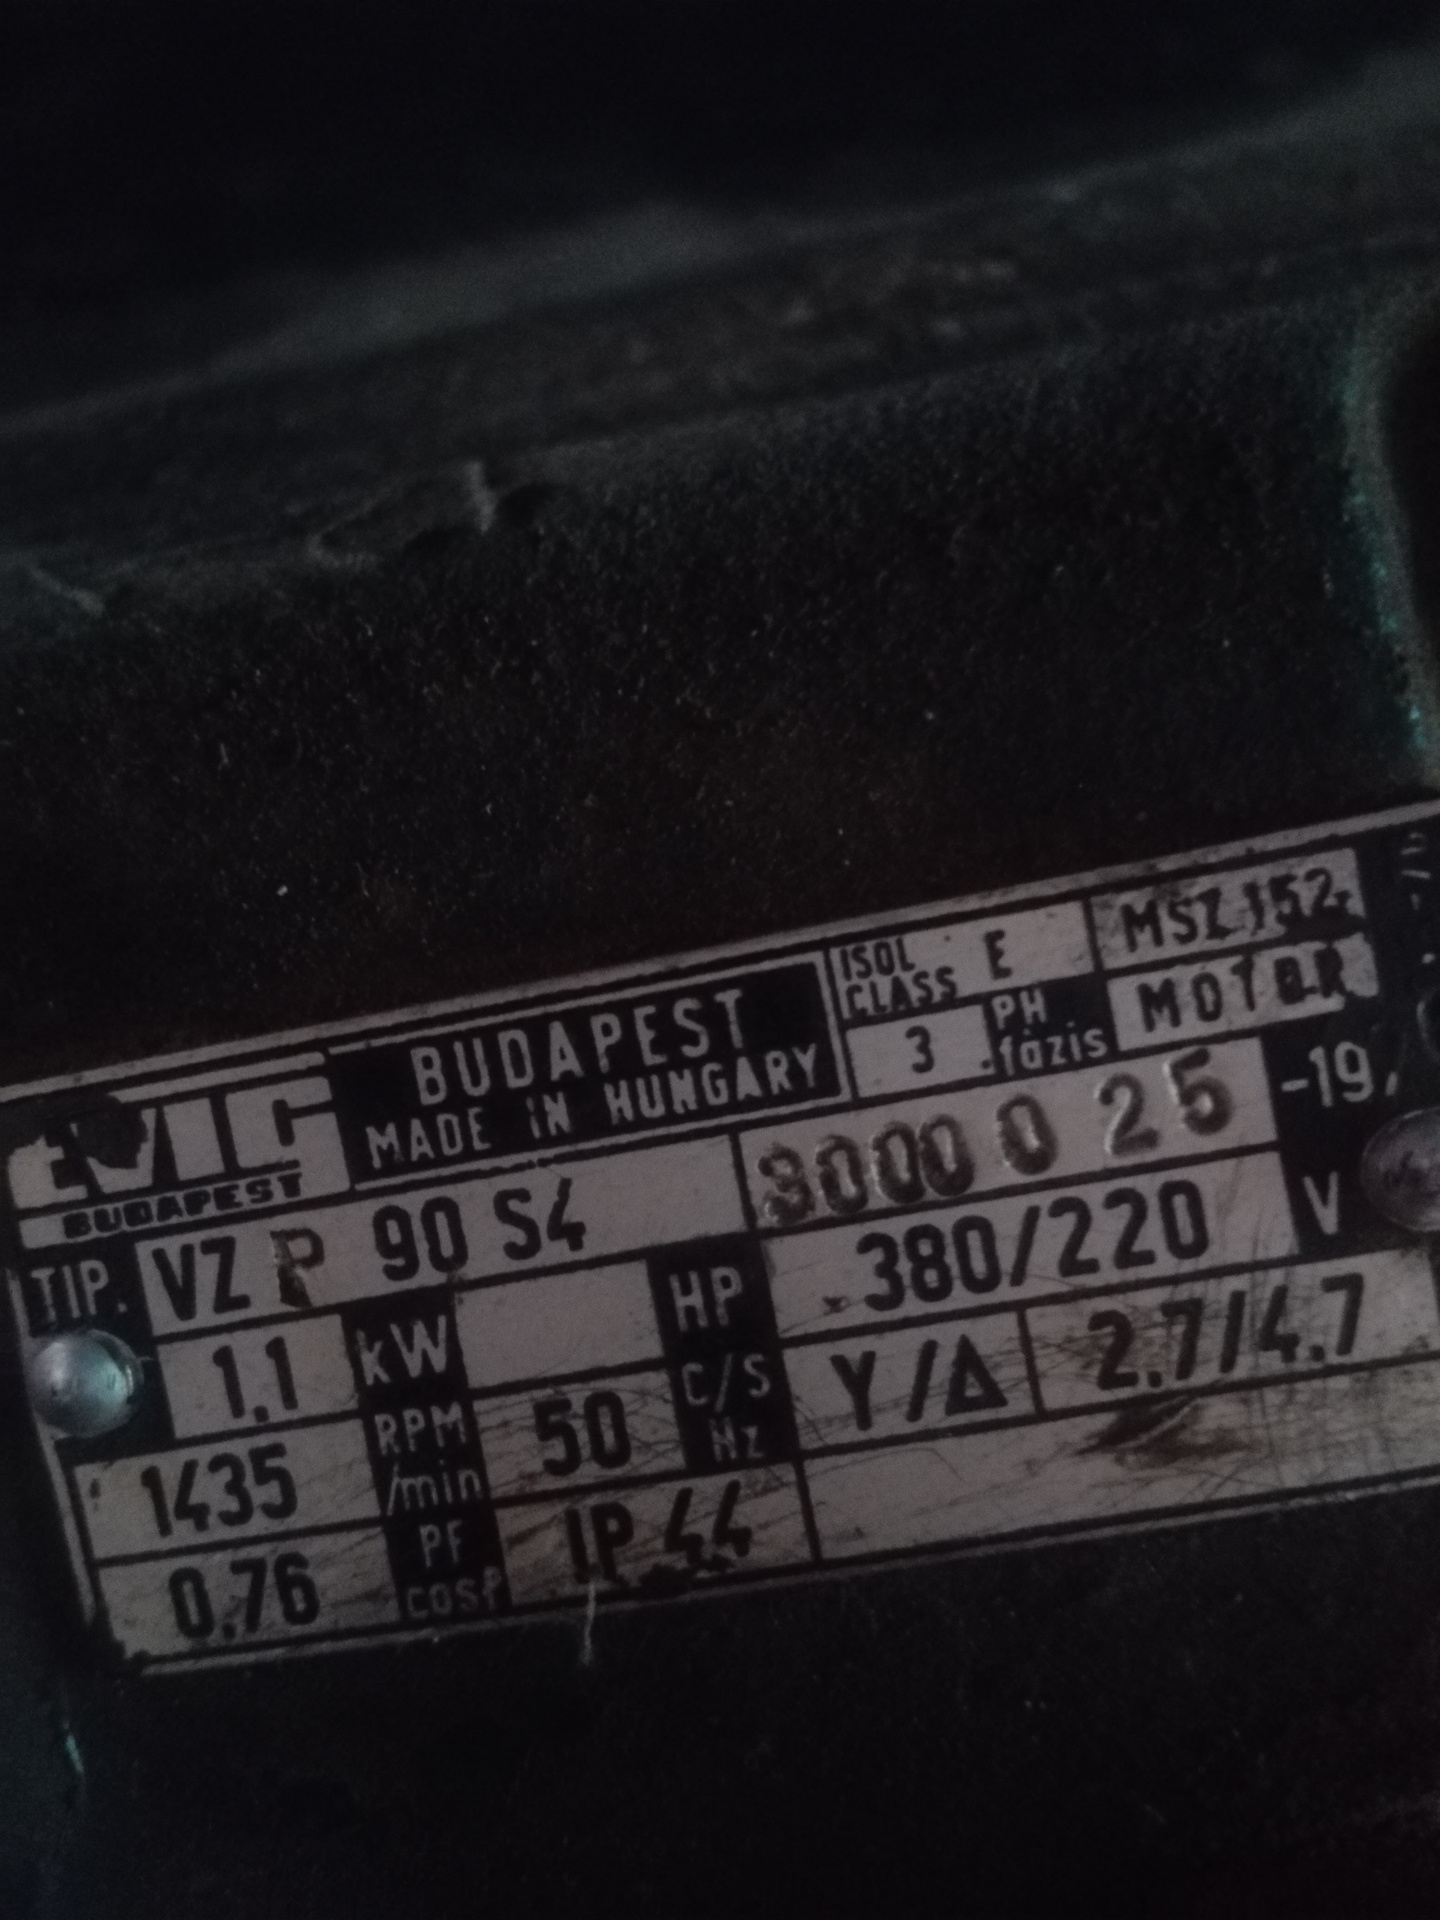 EVIG
BUDAPEST
BUDAPEST
MADE IN HUNGARY
ISOL CLASS E
MSZ 152
3 PH fázis
MOTOR
3000 0 25 -19
TIP. VZ P 90 S4
380/220 V
1.1 kW HP
Y/Δ 2.7/4.7
1435 RPM /min 50 C/S Hz
0.76 PF cosφ IP 44